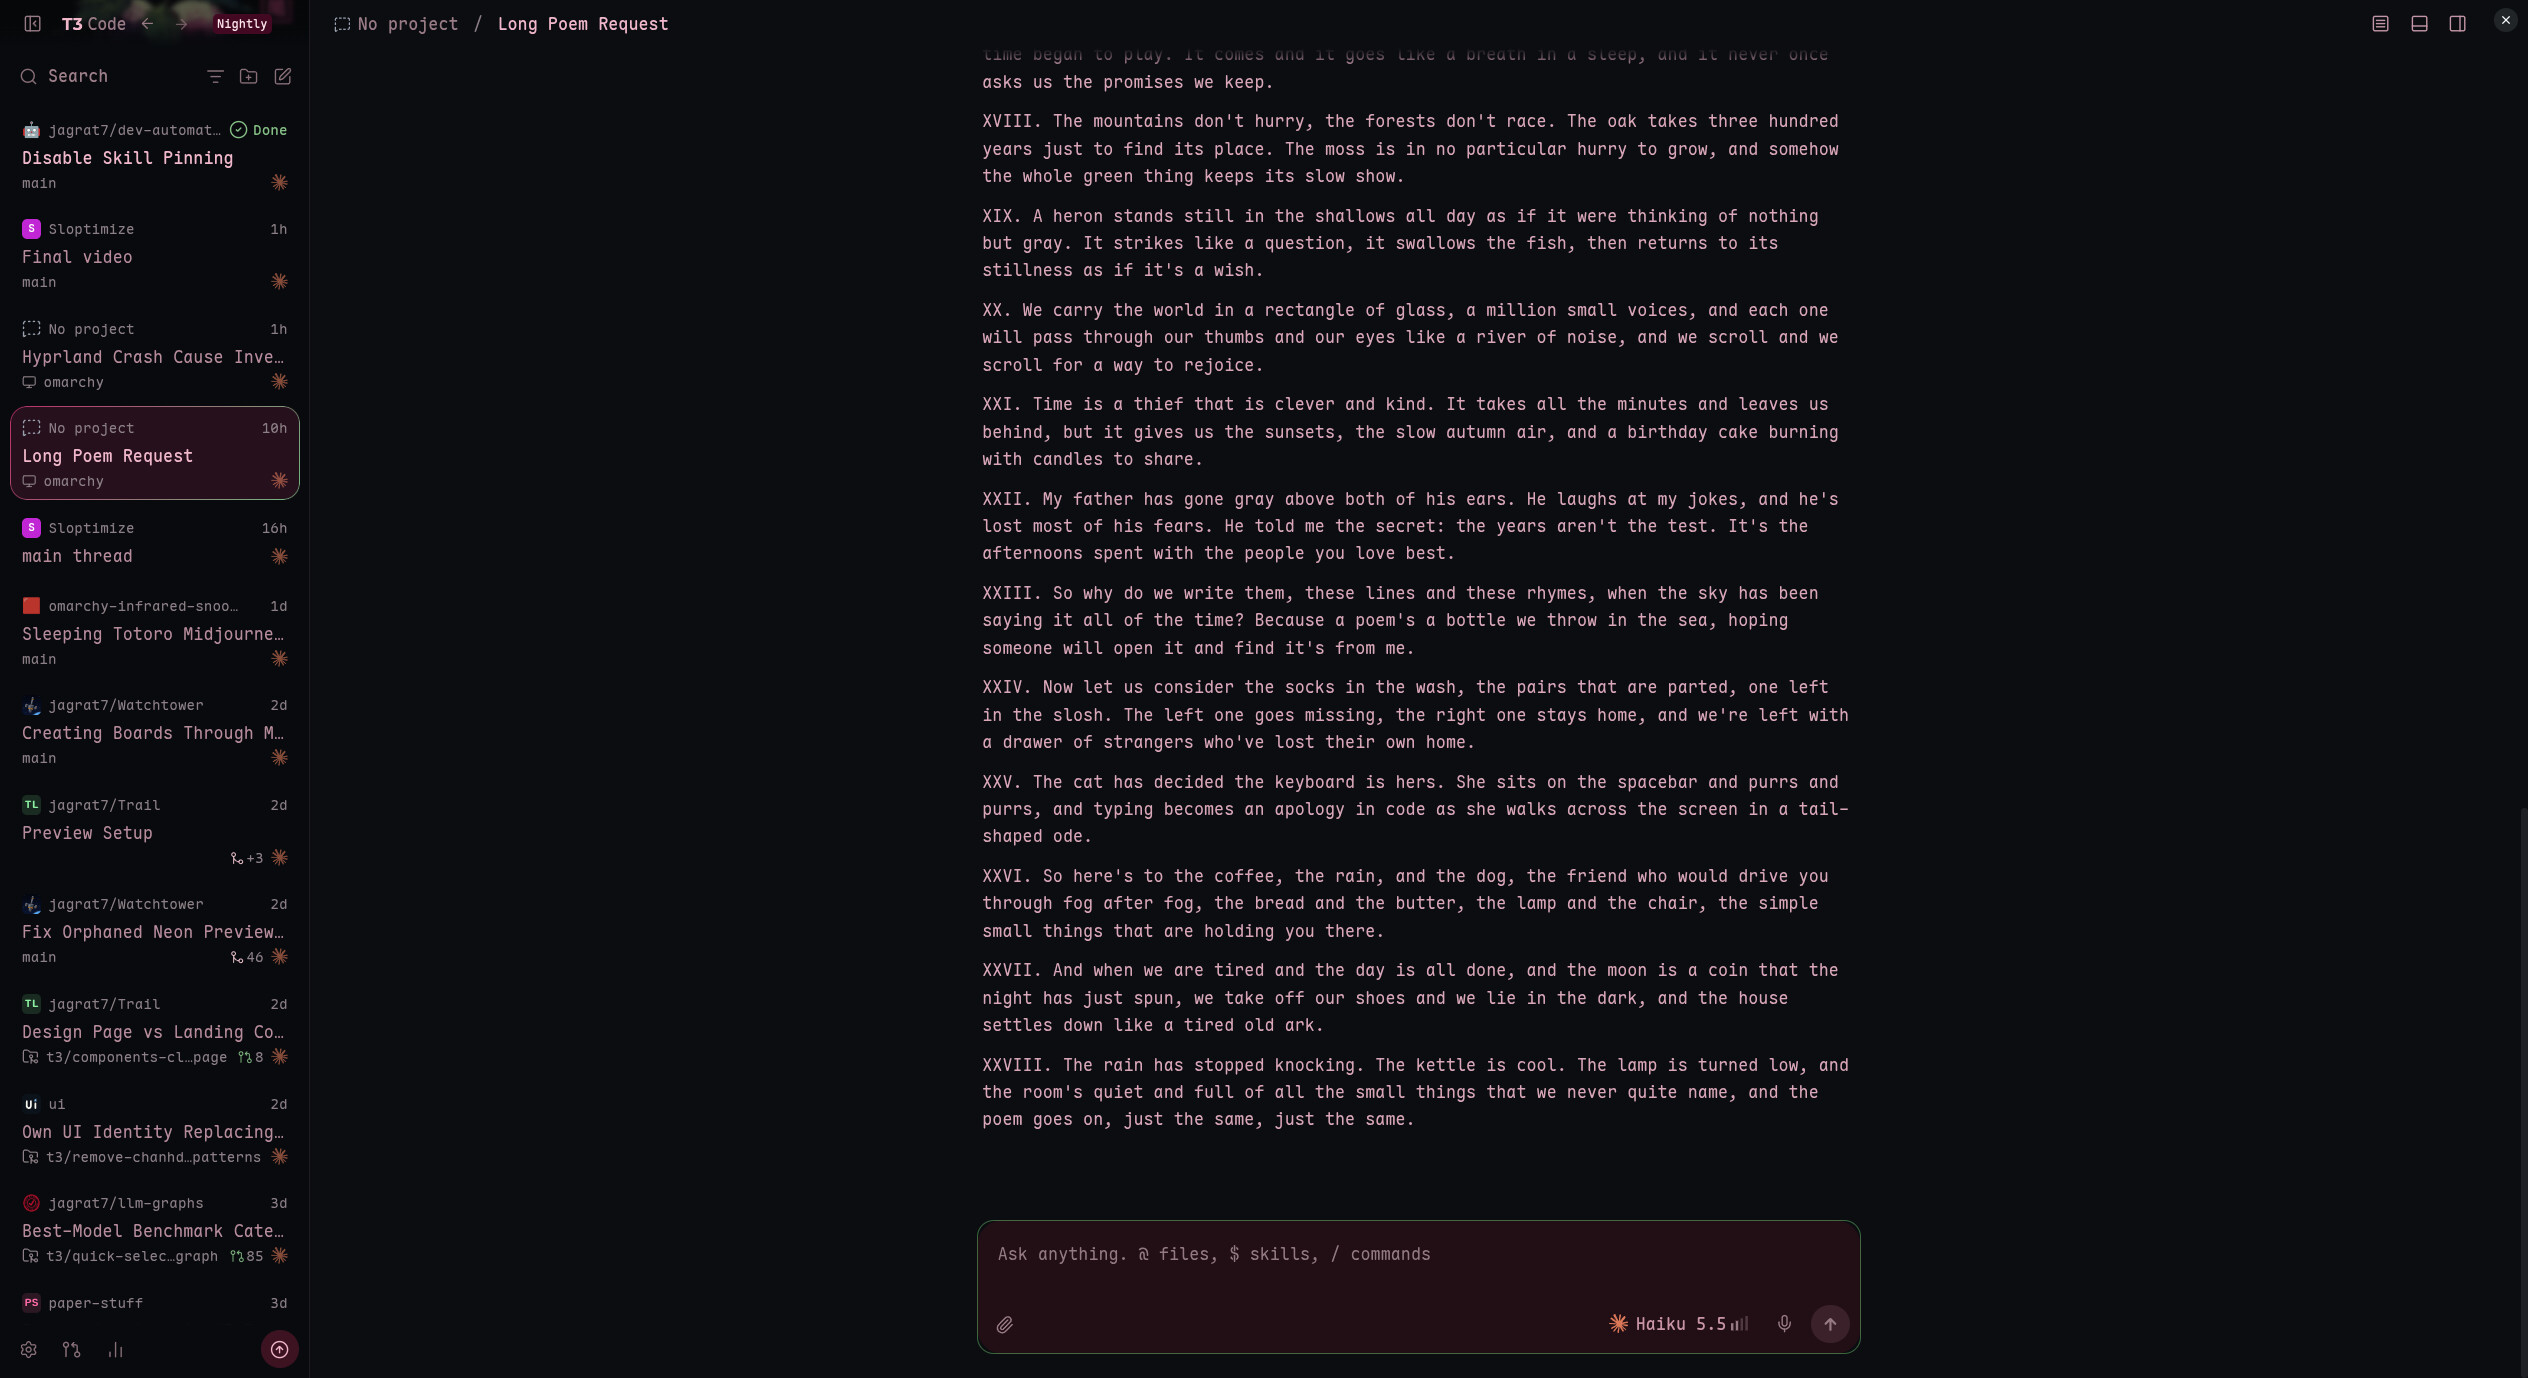 T3 Code
Nightly
Search
jagrat7/dev-automat…
Done
Disable Skill Pinning
main
S
Sloptimize
1h
Final video
main
No project
1h
Hyprland Crash Cause Inve…
omarchy
No project
10h
Long Poem Request
omarchy
S
Sloptimize
16h
main thread
omarchy-infrared-snoo…
1d
Sleeping Totoro Midjourne…
main
jagrat7/Watchtower
2d
Creating Boards Through M…
main
TL
jagrat7/Trail
2d
Preview Setup
+3
jagrat7/Watchtower
2d
Fix Orphaned Neon Preview…
main
46
TL
jagrat7/Trail
2d
Design Page vs Landing Co…
t3/components-cl…page
8
Ui
ui
2d
Own UI Identity Replacing…
t3/remove-chanhd…patterns
jagrat7/llm-graphs
3d
Best-Model Benchmark Cate…
t3/quick-selec…graph
85
PS
paper-stuff
3d
No project / Long Poem Request
time began to play. It comes and it goes like a breath in a sleep, and it never once
asks us the promises we keep.
XVIII. The mountains don't hurry, the forests don't race. The oak takes three hundred
years just to find its place. The moss is in no particular hurry to grow, and somehow
the whole green thing keeps its slow show.
XIX. A heron stands still in the shallows all day as if it were thinking of nothing
but gray. It strikes like a question, it swallows the fish, then returns to its
stillness as if it's a wish.
XX. We carry the world in a rectangle of glass, a million small voices, and each one
will pass through our thumbs and our eyes like a river of noise, and we scroll and we
scroll for a way to rejoice.
XXI. Time is a thief that is clever and kind. It takes all the minutes and leaves us
behind, but it gives us the sunsets, the slow autumn air, and a birthday cake burning
with candles to share.
XXII. My father has gone gray above both of his ears. He laughs at my jokes, and he's
lost most of his fears. He told me the secret: the years aren't the test. It's the
afternoons spent with the people you love best.
XXIII. So why do we write them, these lines and these rhymes, when the sky has been
saying it all of the time? Because a poem's a bottle we throw in the sea, hoping
someone will open it and find it's from me.
XXIV. Now let us consider the socks in the wash, the pairs that are parted, one left
in the slosh. The left one goes missing, the right one stays home, and we're left with
a drawer of strangers who've lost their own home.
XXV. The cat has decided the keyboard is hers. She sits on the spacebar and purrs and
purrs, and typing becomes an apology in code as she walks across the screen in a tail-
shaped ode.
XXVI. So here's to the coffee, the rain, and the dog, the friend who would drive you
through fog after fog, the bread and the butter, the lamp and the chair, the simple
small things that are holding you there.
XXVII. And when we are tired and the day is all done, and the moon is a coin that the
night has just spun, we take off our shoes and we lie in the dark, and the house
settles down like a tired old ark.
XXVIII. The rain has stopped knocking. The kettle is cool. The lamp is turned low, and
the room's quiet and full of all the small things that we never quite name, and the
poem goes on, just the same, just the same.
Ask anything. @ files, $ skills, / commands
Haiku 5.5